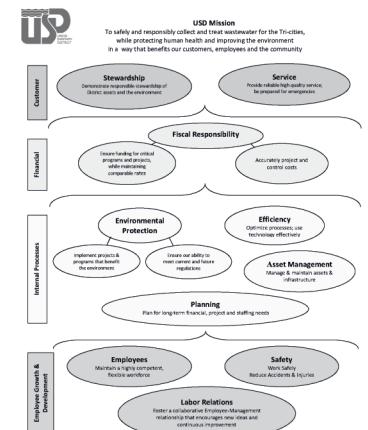 USD
UNION
SANITARY
DISTRICT
USD Mission
To safely and responsibly collect and treat wastewater for the Tri-cities,
while protecting human health and improving the environment
in a way that benefits our customers, employees and the community
Customer
Stewardship
Demonstrate responsible stewardship of
District assets and the environment
Service
Provide reliable high quality service;
be prepared for emergencies
Financial
Fiscal Responsibility
Ensure funding for critical
programs and projects,
while maintaining
comparable rates
Accurately project and
control costs
Internal Processes
Environmental
Protection
Implement projects &
programs that benefit
the environment
Ensure our ability to
meet current and future
regulations
Efficiency
Optimize processes; use
technology effectively
Asset Management
Manage & maintain assets &
infrastructure
Planning
Plan for long-term financial, project and staffing needs
Employee Growth &
Development
Employees
Maintain a highly competent,
flexible workforce
Safety
Work Safely
Reduce Accidents & Injuries
Labor Relations
Foster a collaborative Employee-Management
relationship that encourages new ideas and
continuous improvement